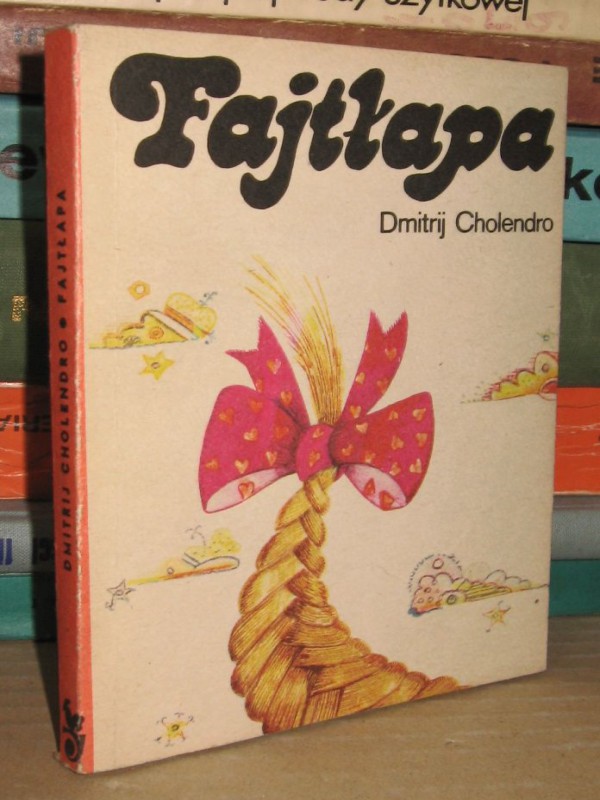 Fajtłapa
Dmitrij Cholendro
DMITRIJ CHOLENDRO • FAJTŁAPA